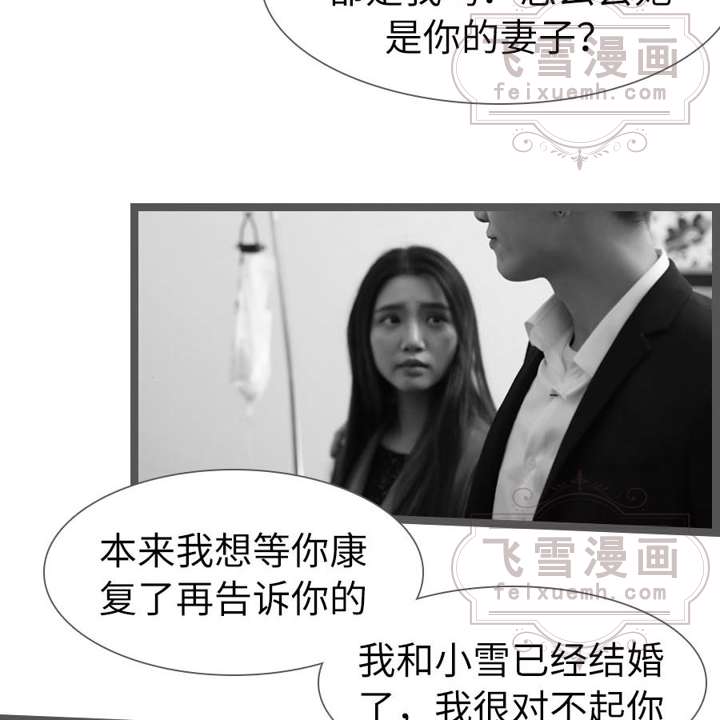 是你的妻子？
飞雪漫画
feixuemh.com
本来我想等你康
复了再告诉你的
飞雪漫画
feixuemh.com
我和小雪已经结婚
了，我很对不起你